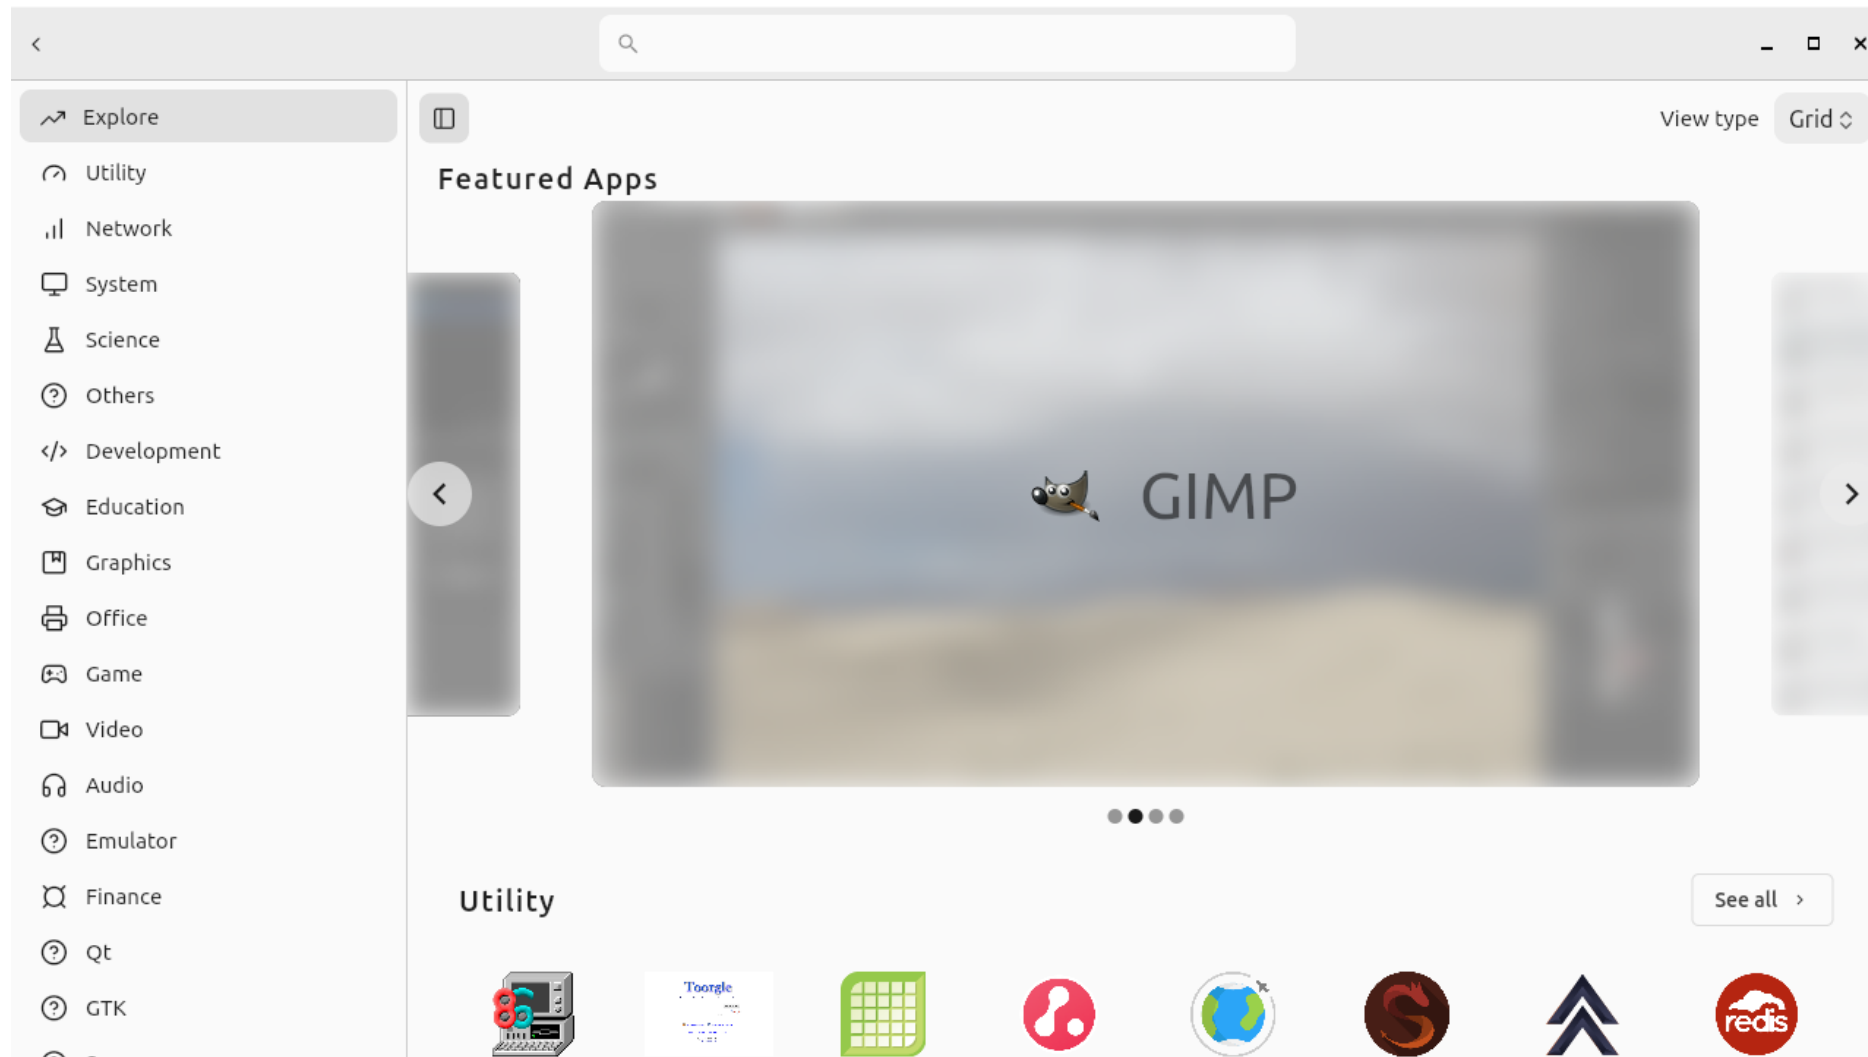 Explore
Utility
Network
System
Science
Others
Development
Education
Graphics
Office
Game
Video
Audio
Emulator
Finance
Qt
GTK
View type
Grid
Featured Apps
GIMP
Utility
See all
86
Toorgle
redis